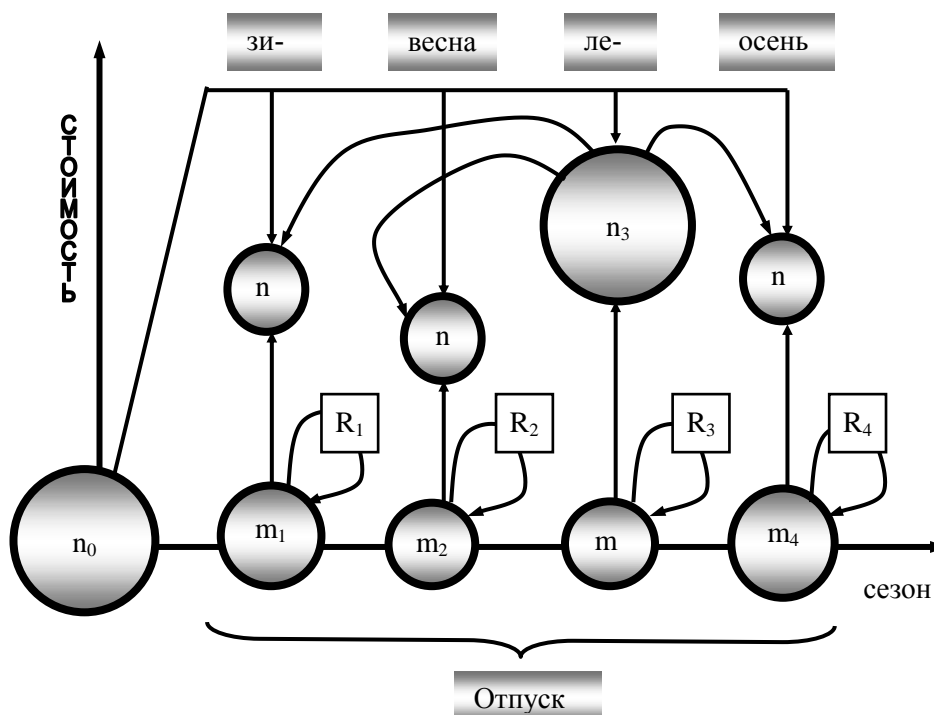 зи- весна ле- осень
СТОИМОСТЬ
n₃
n n
n
R₁ R₂ R₃ R₄
n₀ m₁ m₂ m m₄
сезон
Отпуск